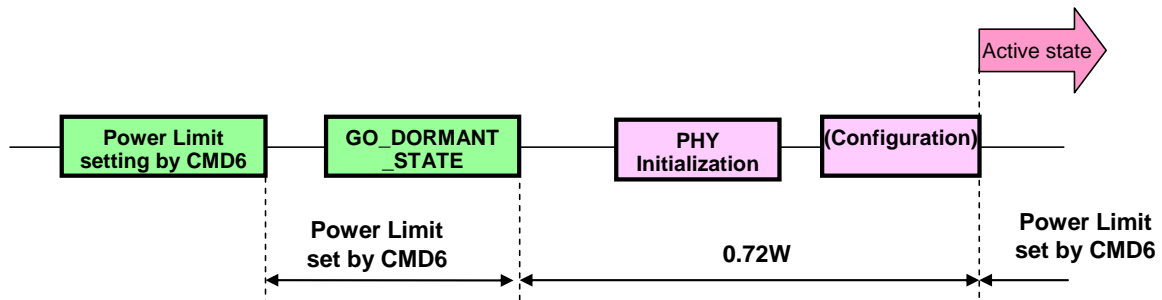 Active state
Power Limit
setting by CMD6
GO_DORMANT
_STATE
PHY
Initialization
(Configuration)
Power Limit
set by CMD6
0.72W
Power Limit
set by CMD6